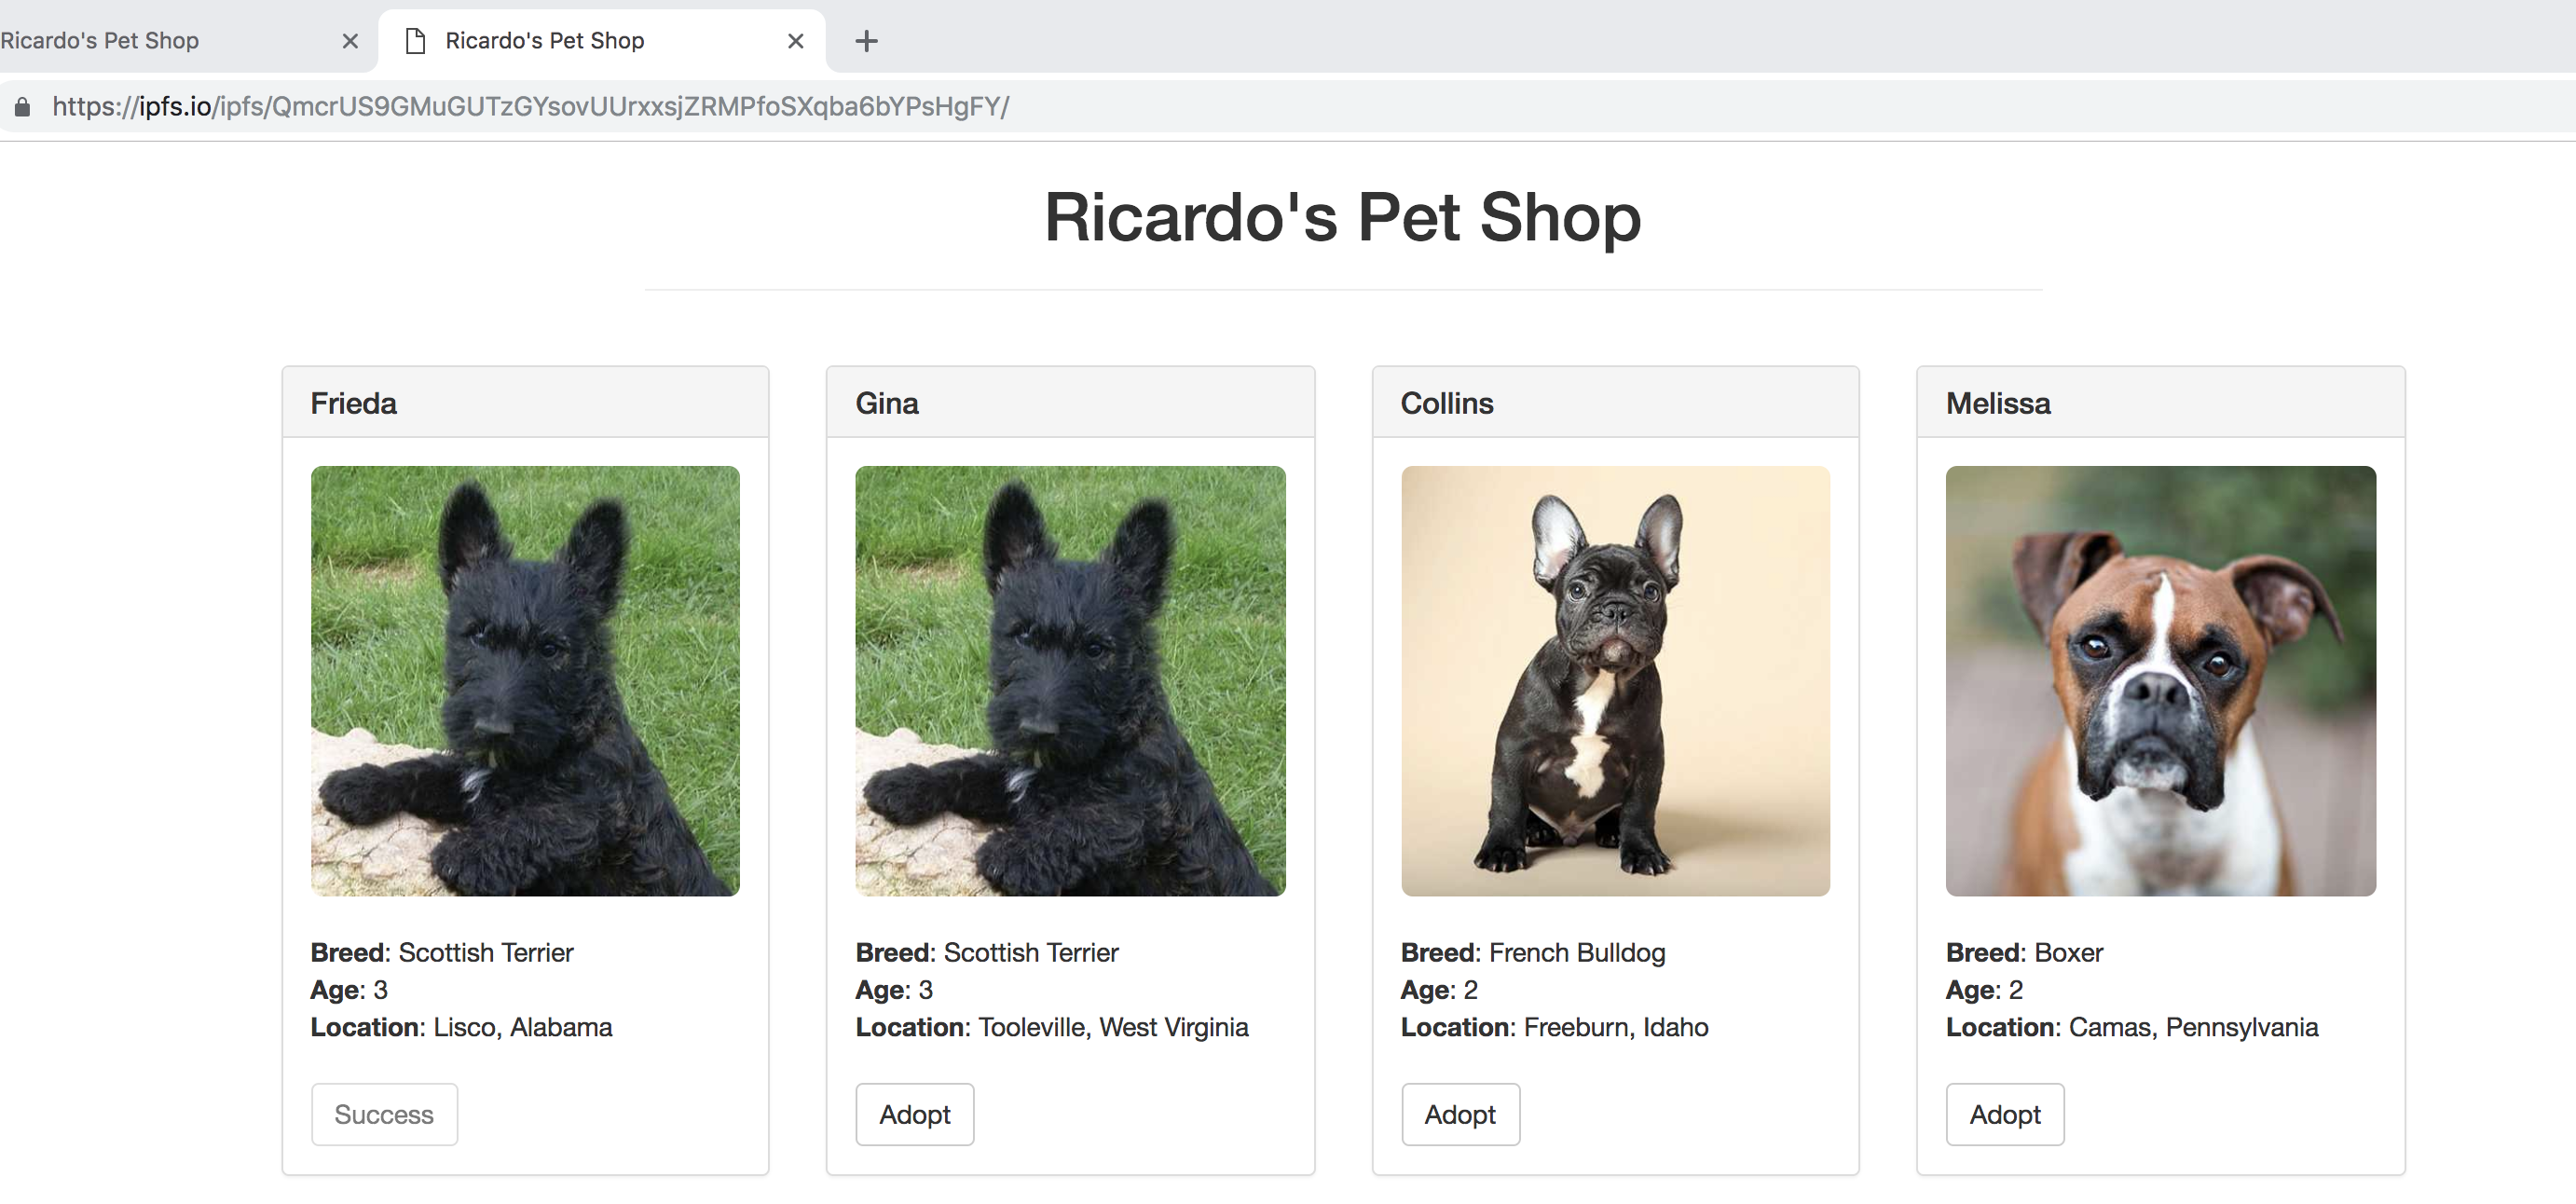 Ricardo's Pet Shop
Ricardo's Pet Shop
https://ipfs.io/ipfs/QmcrUS9GMuGUTzGYsovUUrxxsjZRMPfoSXqba6bYPsHgFY/
Ricardo's Pet Shop
Frieda
Breed: Scottish Terrier
Age: 3
Location: Lisco, Alabama
Success
Gina
Breed: Scottish Terrier
Age: 3
Location: Tooleville, West Virginia
Adopt
Collins
Breed: French Bulldog
Age: 2
Location: Freeburn, Idaho
Adopt
Melissa
Breed: Boxer
Age: 2
Location: Camas, Pennsylvania
Adopt